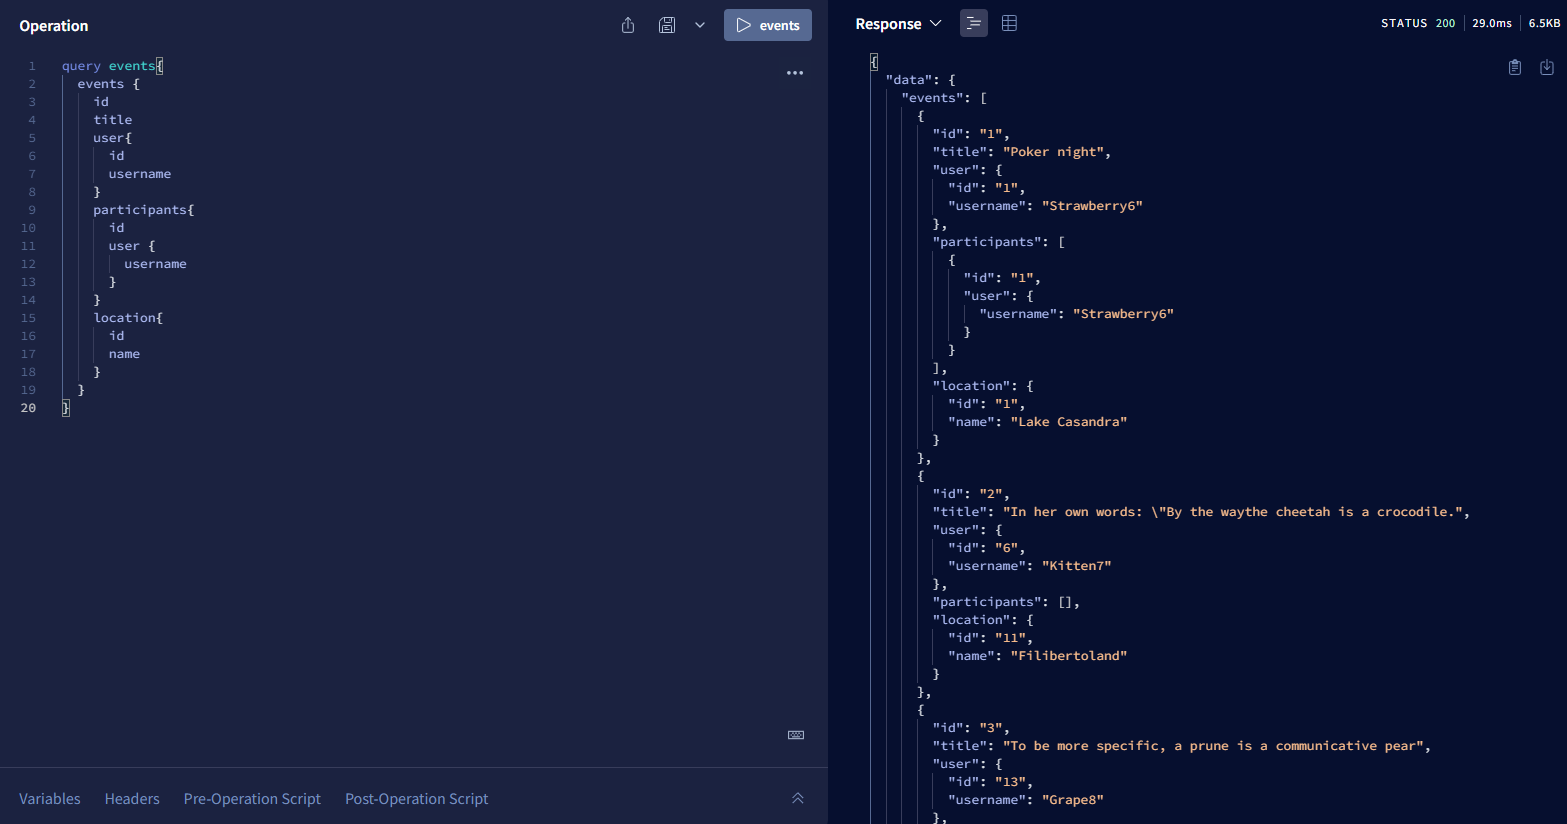 Operation
events
1 query events{
2 events {
3 id
4 title
5 user{
6 id
7 username
8 }
9 participants{
10 id
11 user {
12 username
13 }
14 }
15 location{
16 id
17 name
18 }
19 }
20 }
Variables Headers Pre-Operation Script Post-Operation Script
Response
STATUS 200 29.0ms 6.5KB
{
"data": {
"events": [
{
"id": "1",
"title": "Poker night",
"user": {
"id": "1",
"username": "Strawberry6"
},
"participants": [
{
"id": "1",
"user": {
"username": "Strawberry6"
}
}
],
"location": {
"id": "1",
"name": "Lake Casandra"
}
},
{
"id": "2",
"title": "In her own words: \"By the waythe cheetah is a crocodile.",
"user": {
"id": "6",
"username": "Kitten7"
},
"participants": [],
"location": {
"id": "11",
"name": "Filibertoland"
}
},
{
"id": "3",
"title": "To be more specific, a prune is a communicative pear",
"user": {
"id": "13",
"username": "Grape8"
},